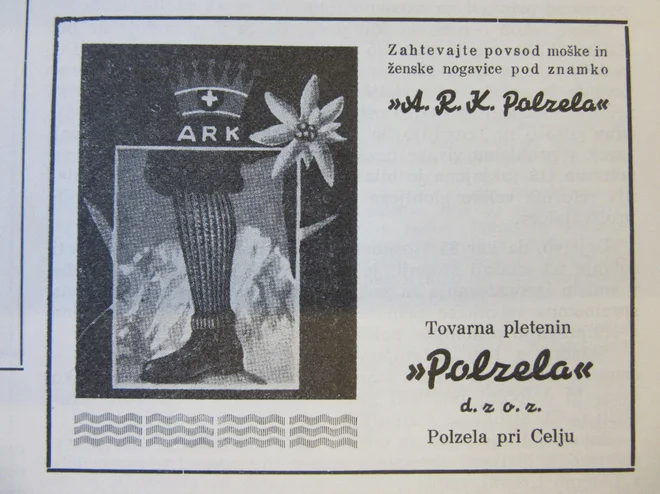 ARK
Zahtevajte povsod moške in
ženske nogavice pod znamko
»A. R. K. Polzela«
Tovarna pletenin
»Polzela«
d. z o. z.
Polzela pri Celju